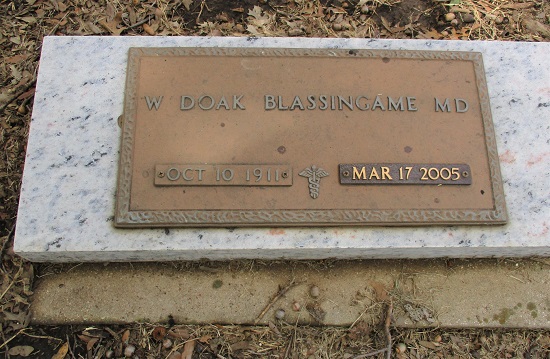 W DOAK BLASSINGAME MD
OCT 10 1911 MAR 17 2005